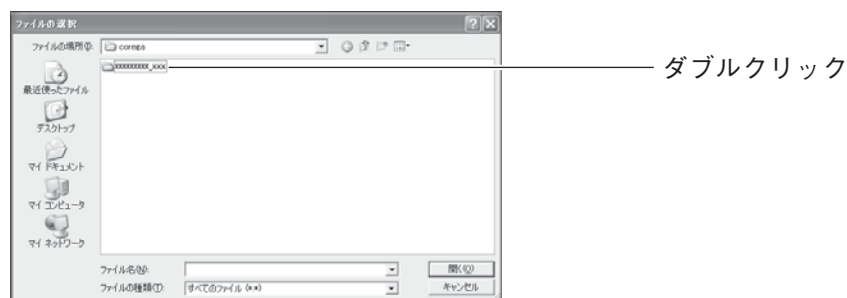 ファイルの選択
ファイルの場所(I):
corega
xxxxxxxxx_xxx
ダブルクリック
最近使ったファイル
デスクトップ
マイ ドキュメント
マイ コンピュータ
マイ ネットワーク
ファイル名(N):
開く(O)
ファイルの種類(T):
すべてのファイル (*.*)
キャンセル